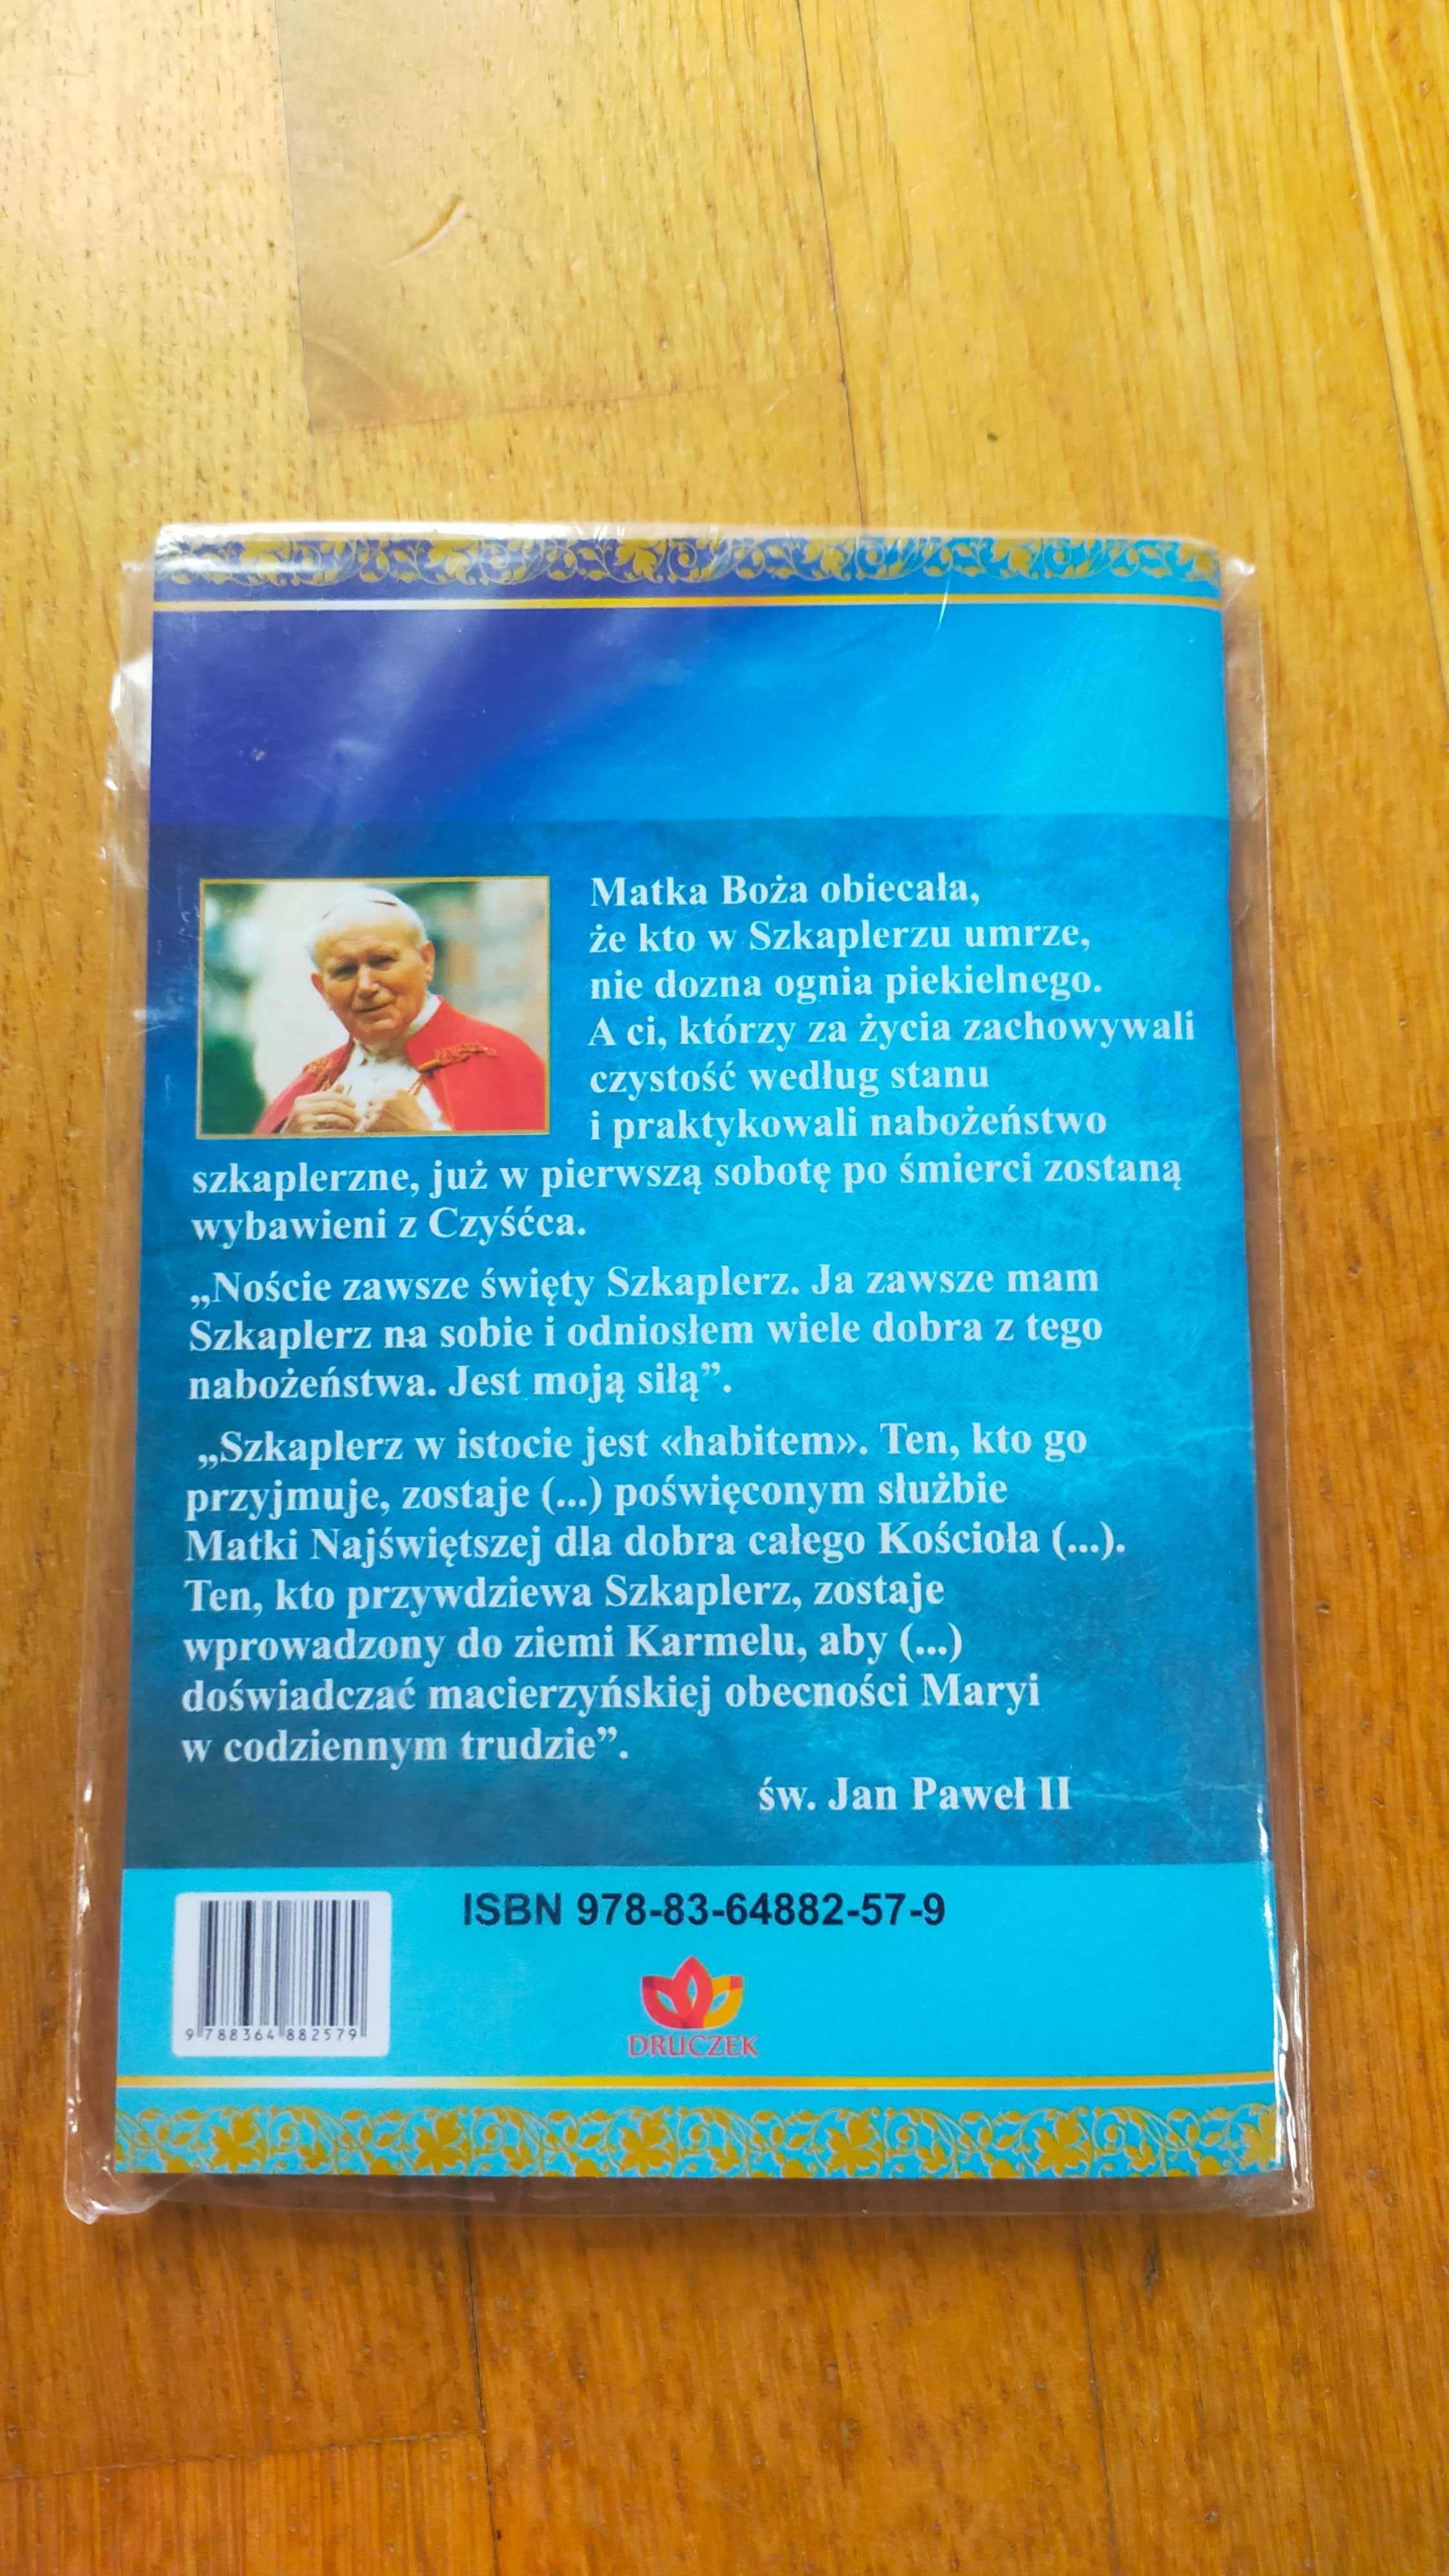 Matka Boża obiecała,
że kto w Szkaplerzu umrze,
nie dozna ognia piekielnego.
A ci, którzy za życia zachowywali
czystość według stanu
i praktykowali nabożeństwo
szkaplerzne, już w pierwszą sobotę po śmierci zostaną
wybawieni z Czyśćca.
„Noście zawsze święty Szkaplerz. Ja zawsze mam
Szkaplerz na sobie i odniosłem wiele dobra z tego
nabożeństwa. Jest moją siłą”.
„Szkaplerz w istocie jest «habitem». Ten, kto go
przyjmuje, zostaje (...) poświęconym służbie
Matki Najświętszej dla dobra całego Kościoła (...).
Ten, kto przywdziewa Szkaplerz, zostaje
wprowadzony do ziemi Karmelu, aby (...)
doświadczać macierzyńskiej obecności Maryi
w codziennym trudzie”.
św. Jan Paweł II
ISBN 978-83-64882-57-9
9 788364 882579
DRUCZEK